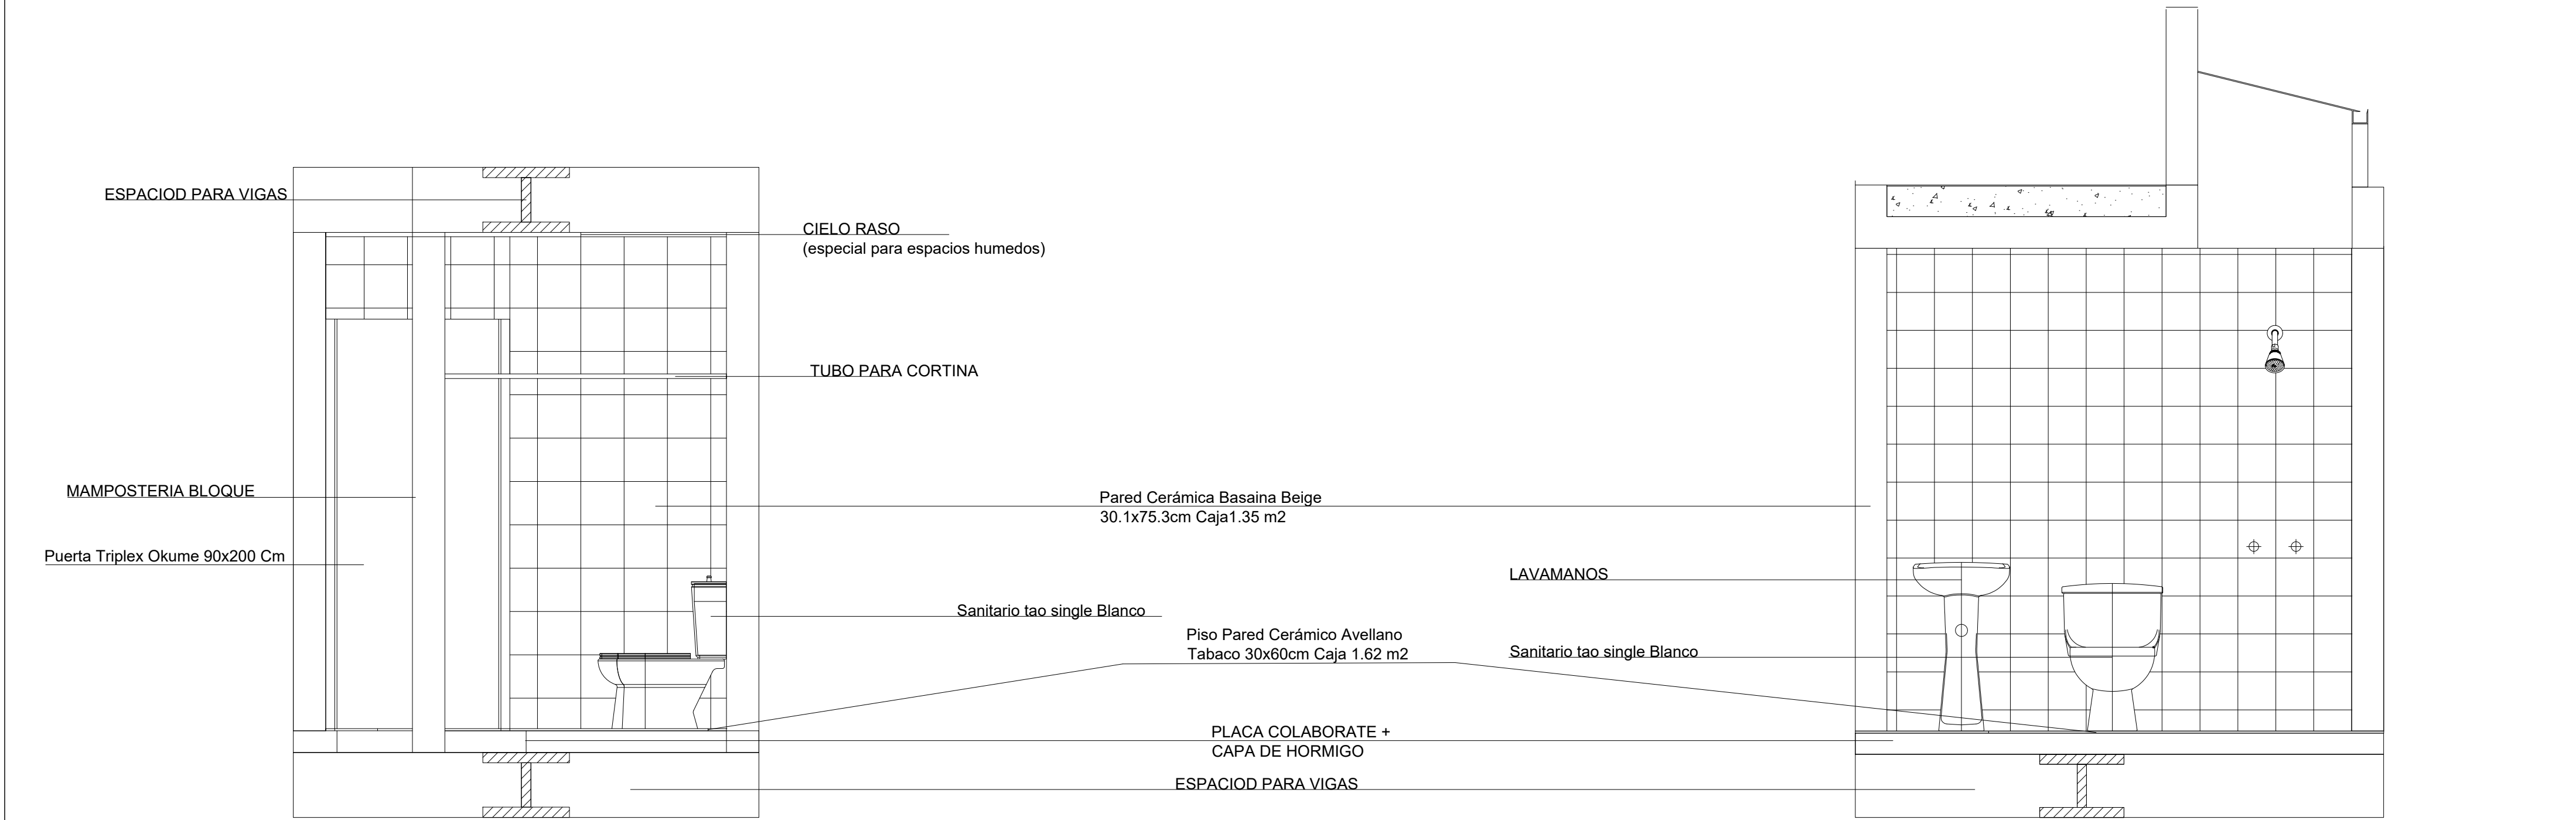 ESPACIOD PARA VIGAS
CIELO RASO
(especial para espacios humedos)
TUBO PARA CORTINA
MAMPOSTERIA BLOQUE
Pared Cerámica Basaina Beige
30.1x75.3cm Caja1.35 m2
Puerta Triplex Okume 90x200 Cm
LAVAMANOS
Sanitario tao single Blanco
Piso Pared Cerámico Avellano
Tabaco 30x60cm Caja 1.62 m2
Sanitario tao single Blanco
PLACA COLABORATE +
CAPA DE HORMIGO
ESPACIOD PARA VIGAS